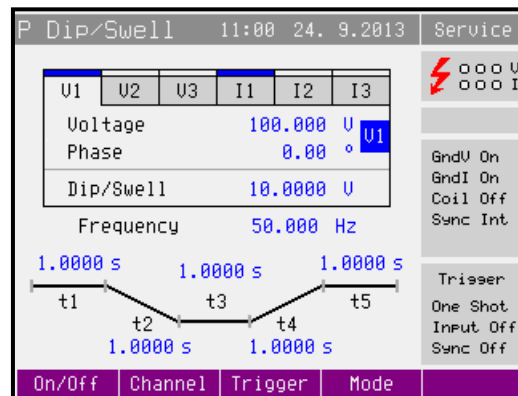 P Dip/Swell 11:00 24. 9.2013 Service
V1 V2 V3 I1 I2 I3
Voltage 100.000 V
Phase 0.00 °
V1
Dip/Swell 10.0000 V
Frequency 50.000 Hz
1.0000 s 1.0000 s 1.0000 s
t1 t3 t5
t2 t4
1.0000 s 1.0000 s
ooo V
ooo I
GndV On
GndI On
Coil Off
Sync Int
Trigger
One Shot
Input Off
Sync Off
On/Off Channel Trigger Mode